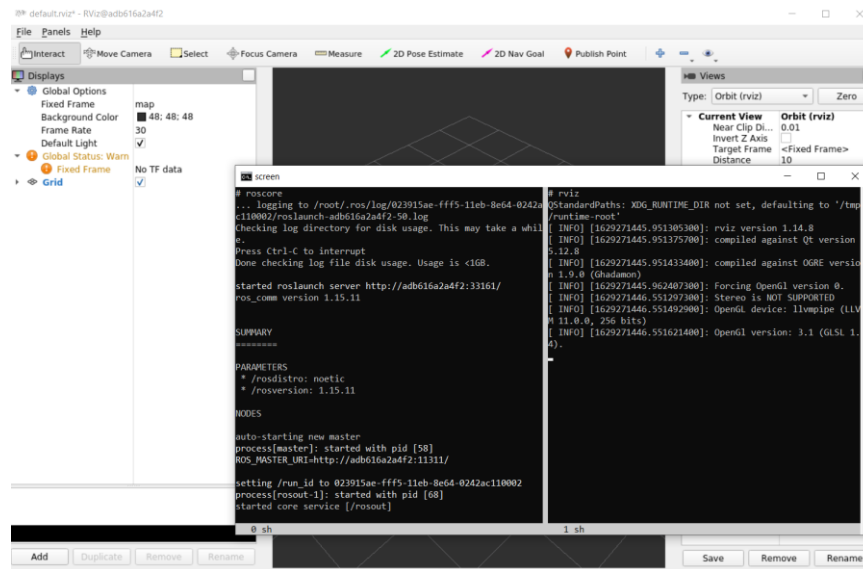 default.rviz* - RViz@adb616a2a4f2
File Panels Help
Interact Move Camera Select Focus Camera Measure 2D Pose Estimate 2D Nav Goal Publish Point
Displays
Global Options
Fixed Frame map
Background Color 48; 48; 48
Frame Rate 30
Default Light
Global Status: Warn
Fixed Frame No TF data
Grid
Views
Type: Orbit (rviz) Zero
Current View Orbit (rviz)
Near Clip Di... 0.01
Invert Z Axis
Target Frame <Fixed Frame>
Distance 10
screen
# roscore
... logging to /root/.ros/log/023915ae-fff5-11eb-8e64-0242a
c110002/roslaunch-adb616a2a4f2-50.log
Checking log directory for disk usage. This may take a whil
e.
Press Ctrl-C to interrupt
Done checking log file disk usage. Usage is <1GB.
started roslaunch server http://adb616a2a4f2:33161/
ros_comm version 1.15.11
SUMMARY
========
PARAMETERS
* /rosdistro: noetic
* /rosversion: 1.15.11
NODES
auto-starting new master
process[master]: started with pid [58]
ROS_MASTER_URI=http://adb616a2a4f2:11311/
setting /run_id to 023915ae-fff5-11eb-8e64-0242ac110002
process[rosout-1]: started with pid [68]
started core service [/rosout]
0 sh
# rviz
QStandardPaths: XDG_RUNTIME_DIR not set, defaulting to '/tmp
/runtime-root'
[ INFO] [1629271445.951305300]: rviz version 1.14.8
[ INFO] [1629271445.951375700]: compiled against Qt version
5.12.8
[ INFO] [1629271445.951433400]: compiled against OGRE versio
n 1.9.0 (Ghadamon)
[ INFO] [1629271445.962407300]: Forcing OpenGl version 0.
[ INFO] [1629271446.551297300]: Stereo is NOT SUPPORTED
[ INFO] [1629271446.551492900]: OpenGL device: llvmpipe (LLV
M 11.0.0, 256 bits)
[ INFO] [1629271446.551621400]: OpenGl version: 3.1 (GLSL 1.
4).
1 sh
Add Duplicate Remove Rename
Save Remove Rename